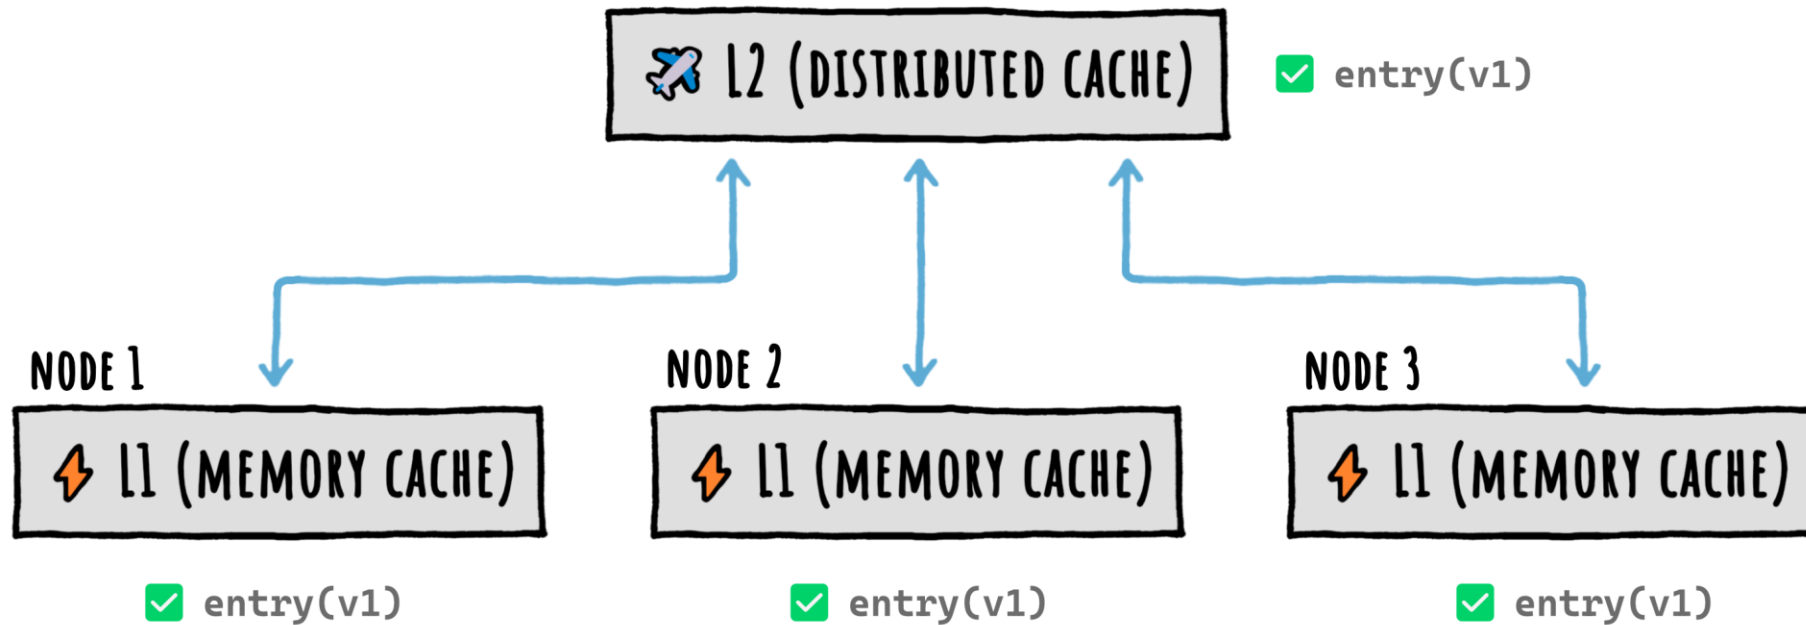 L2 (DISTRIBUTED CACHE)
entry(v1)
NODE 1
NODE 2
NODE 3
L1 (MEMORY CACHE)
L1 (MEMORY CACHE)
L1 (MEMORY CACHE)
entry(v1)
entry(v1)
entry(v1)